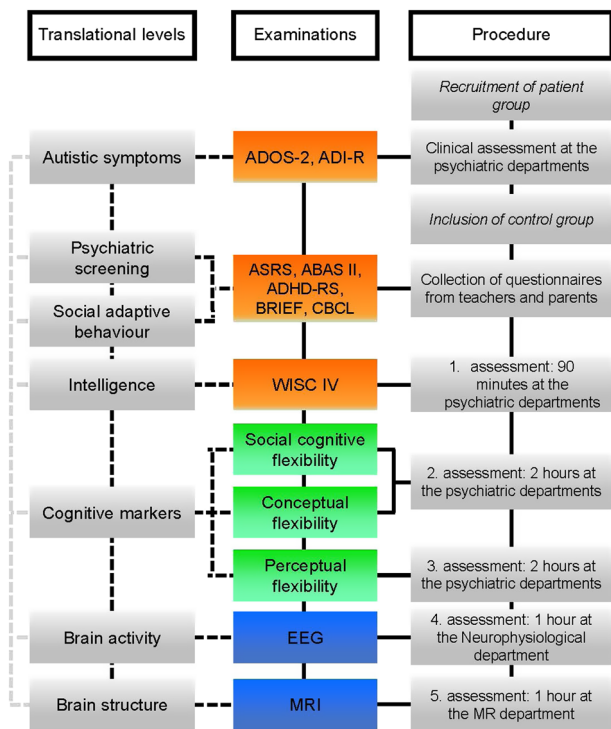 Translational levels
Examinations
Procedure
Recruitment of patient
group
Autistic symptoms
ADOS-2, ADI-R
Clinical assessment at the
psychiatric departments
Inclusion of control group
Psychiatric
screening
Social adaptive
behaviour
ASRS, ABAS II,
ADHD-RS,
BRIEF, CBCL
Collection of questionnaires
from teachers and parents
Intelligence
WISC IV
1. assessment: 90
minutes at the
psychiatric departments
Cognitive markers
Social cognitive
flexibility
Conceptual
flexibility
2. assessment: 2 hours at
the psychiatric departments
Perceptual
flexibility
3. assessment: 2 hours at
the psychiatric departments
Brain activity
EEG
4. assessment: 1 hour at
the Neurophysiological
department
Brain structure
MRI
5. assessment: 1 hour at
the MR department